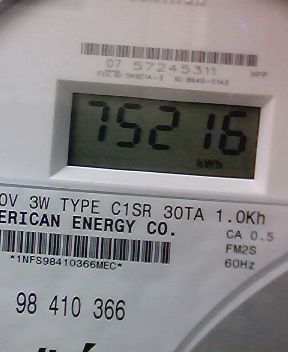 07 57245311
75216
kWh
0V 3W TYPE C1SR 30TA 1.0Kh
ERICAN ENERGY CO.
CA 0.5
FM2S
60Hz
*1NFS98410366MEC*
98 410 366